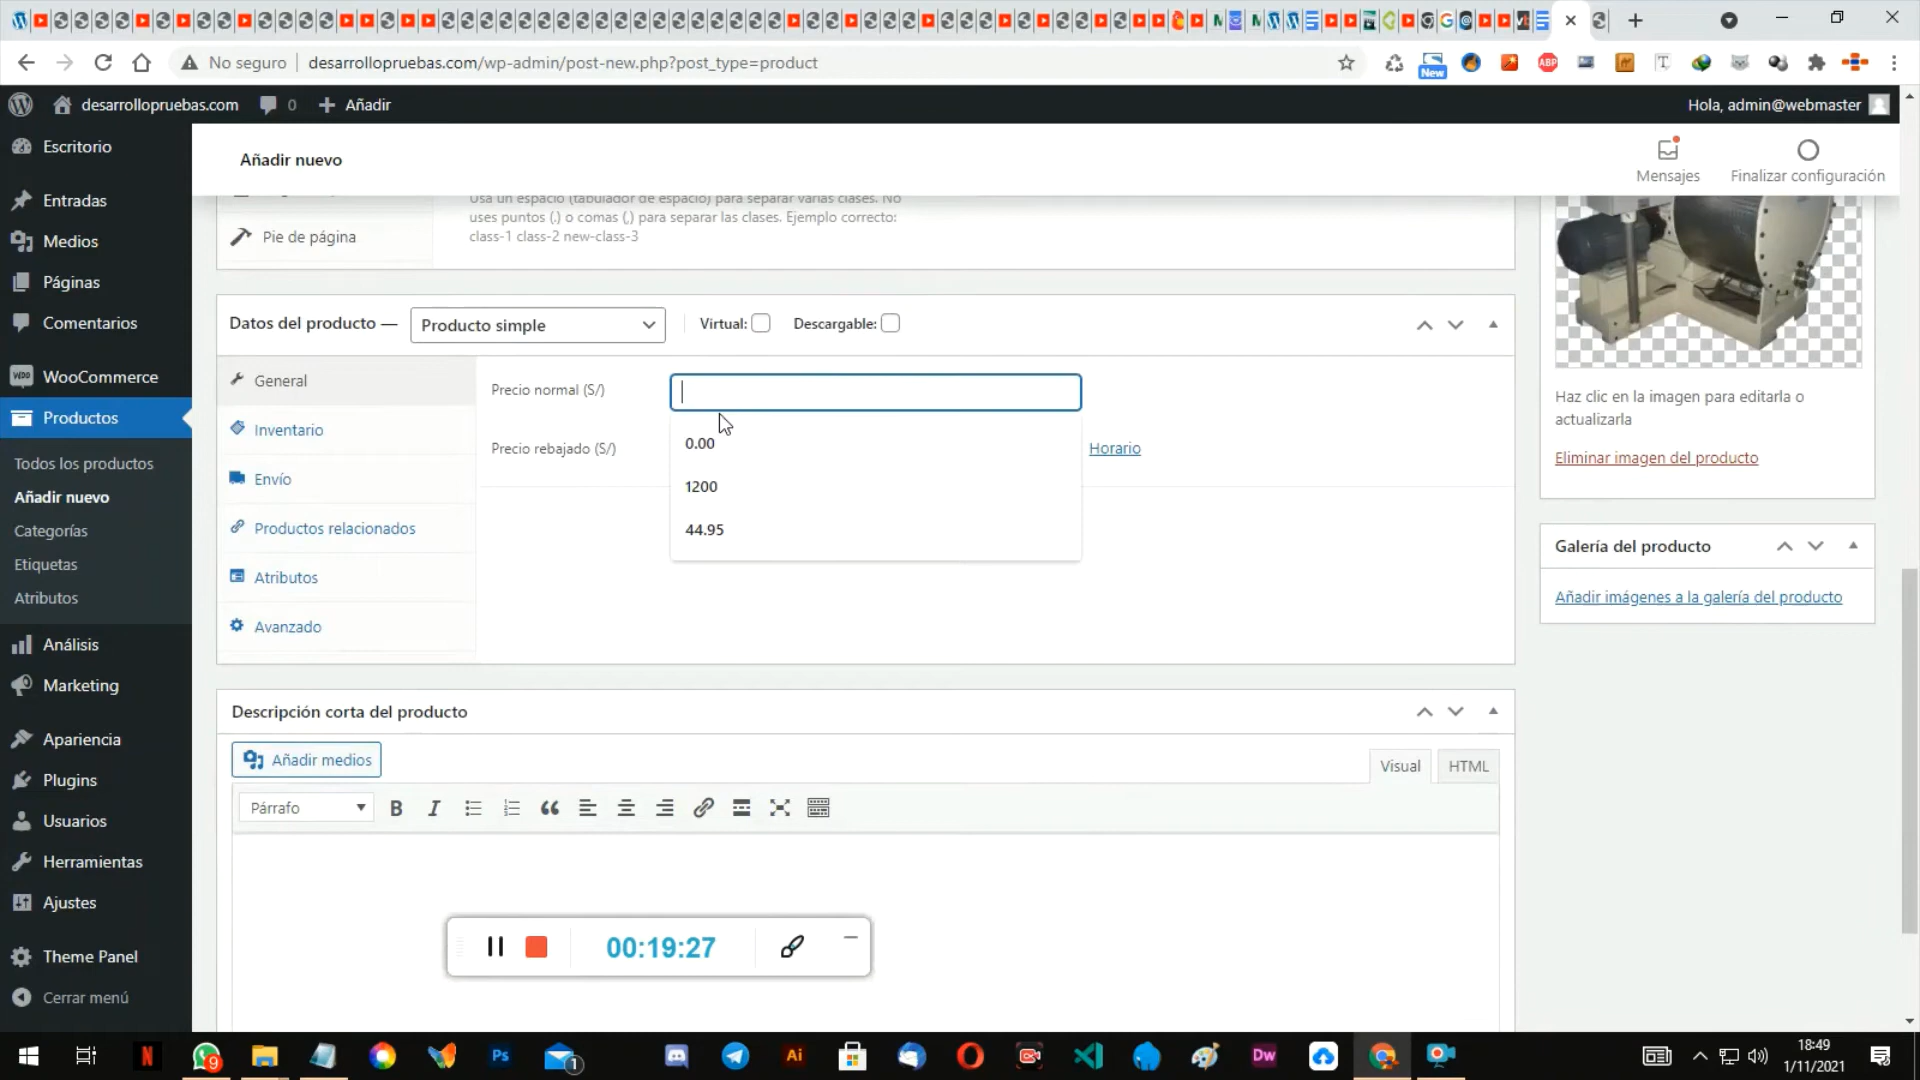 No seguro
desarrollopruebas.com/wp-admin/post-new.php?post_type=product
New
ABP
desarrollopruebas.com
0
Añadir
Hola, admin@webmaster
Escritorio
Entradas
Medios
Páginas
Comentarios
WooCommerce
Productos
Todos los productos
Añadir nuevo
Categorías
Etiquetas
Atributos
Análisis
Marketing
Apariencia
Plugins
Usuarios
Herramientas
Ajustes
Theme Panel
Cerrar menú
Añadir nuevo
Mensajes
Finalizar configuración
Pie de página
Usa un espacio (tabulador de espacio) para separar varias clases. No
uses puntos (.) o comas (,) para separar las clases. Ejemplo correcto:
class-1 class-2 new-class-3
Datos del producto —
Producto simple
Virtual:
Descargable:
General
Inventario
Envío
Productos relacionados
Atributos
Avanzado
Precio normal (S/)
Precio rebajado (S/)
0.00
1200
44.95
Horario
Descripción corta del producto
Añadir medios
Visual
HTML
Párrafo
B
I
00:19:27
Haz clic en la imagen para editarla o
actualizarla
Eliminar imagen del producto
Galería del producto
Añadir imágenes a la galería del producto
N
9
Ps
1
Ai
Dw
18:49
1/11/2021